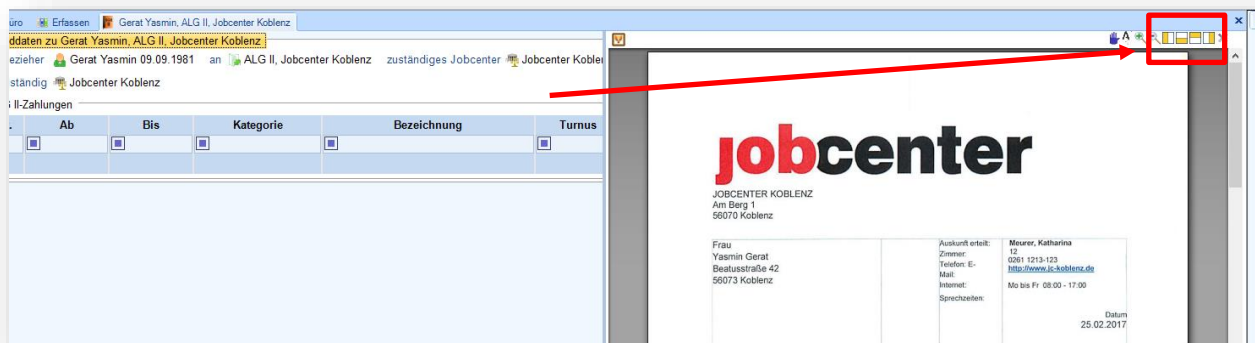 üro Erfassen Gerat Yasmin, ALG II, Jobcenter Koblenz
ddaten zu Gerat Yasmin, ALG II, Jobcenter Koblenz
ezieher Gerat Yasmin 09.09.1981 an ALG II, Jobcenter Koblenz zuständiges Jobcenter Jobcenter Koblen
ständig Jobcenter Koblenz
II-Zahlungen
Ab Bis Kategorie Bezeichnung Turnus
A
jobcenter
JOBCENTER KOBLENZ
Am Berg 1
56070 Koblenz
Frau
Yasmin Gerat
Beatusstraße 42
56073 Koblenz
Auskunft erteilt: Meurer, Katharina
Zimmer: 12
Telefon: E- 0261 1213-123
Mail: http://www.jc-koblenz.de
Internet: Mo bis Fr 08:00 - 17:00
Sprechzeiten:
Datum
25.02.2017